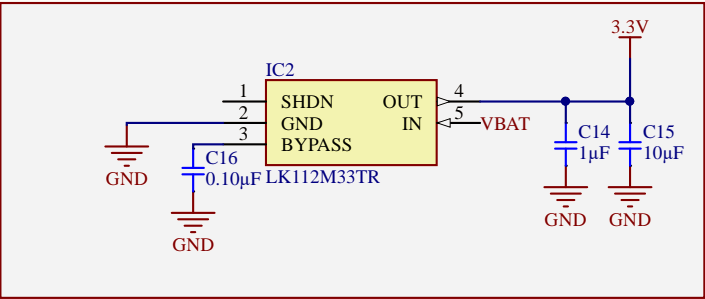 3.3V
IC2
1
SHDN
OUT
4
2
GND
IN
5
VBAT
3
BYPASS
C16
0.10µF
LK112M33TR
C14
1µF
C15
10µF
GND
GND
GND
GND